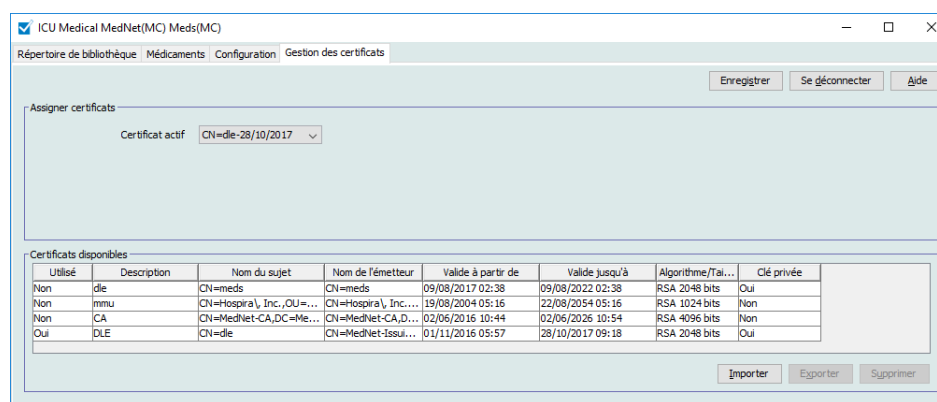 ICU Medical MedNet(MC) Meds(MC)
Répertoire de bibliothèque Médicaments Configuration Gestion des certificats
Enregistrer Se déconnecter Aide
Assigner certificats
Certificat actif CN=dle-28/10/2017
Certificats disponibles
Utilisé Description Nom du sujet Nom de l'émetteur Valide à partir de Valide jusqu'à Algorithme/Tai... Clé privée
Non dle CN=meds CN=meds 09/08/2017 02:38 09/08/2022 02:38 RSA 2048 bits Oui
Non mmu CN=Hospira\, Inc.,OU=... CN=Hospira\, Inc.... 19/08/2004 05:16 22/08/2054 05:16 RSA 1024 bits Non
Non CA CN=MedNet-CA,DC=Me... CN=MedNet-CA,D... 02/06/2016 10:44 02/06/2026 10:54 RSA 4096 bits Non
Oui DLE CN=dle CN=MedNet-Issui... 01/11/2016 05:57 28/10/2017 09:18 RSA 2048 bits Oui
Importer Exporter Supprimer